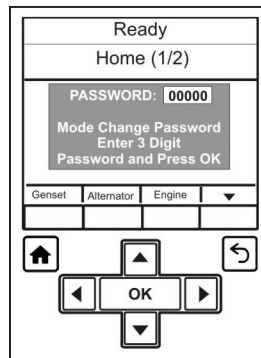 Ready
Home (1/2)
PASSWORD: 00000
Mode Change Password
Enter 3 Digit
Password and Press OK
Genset Alternator Engine
OK